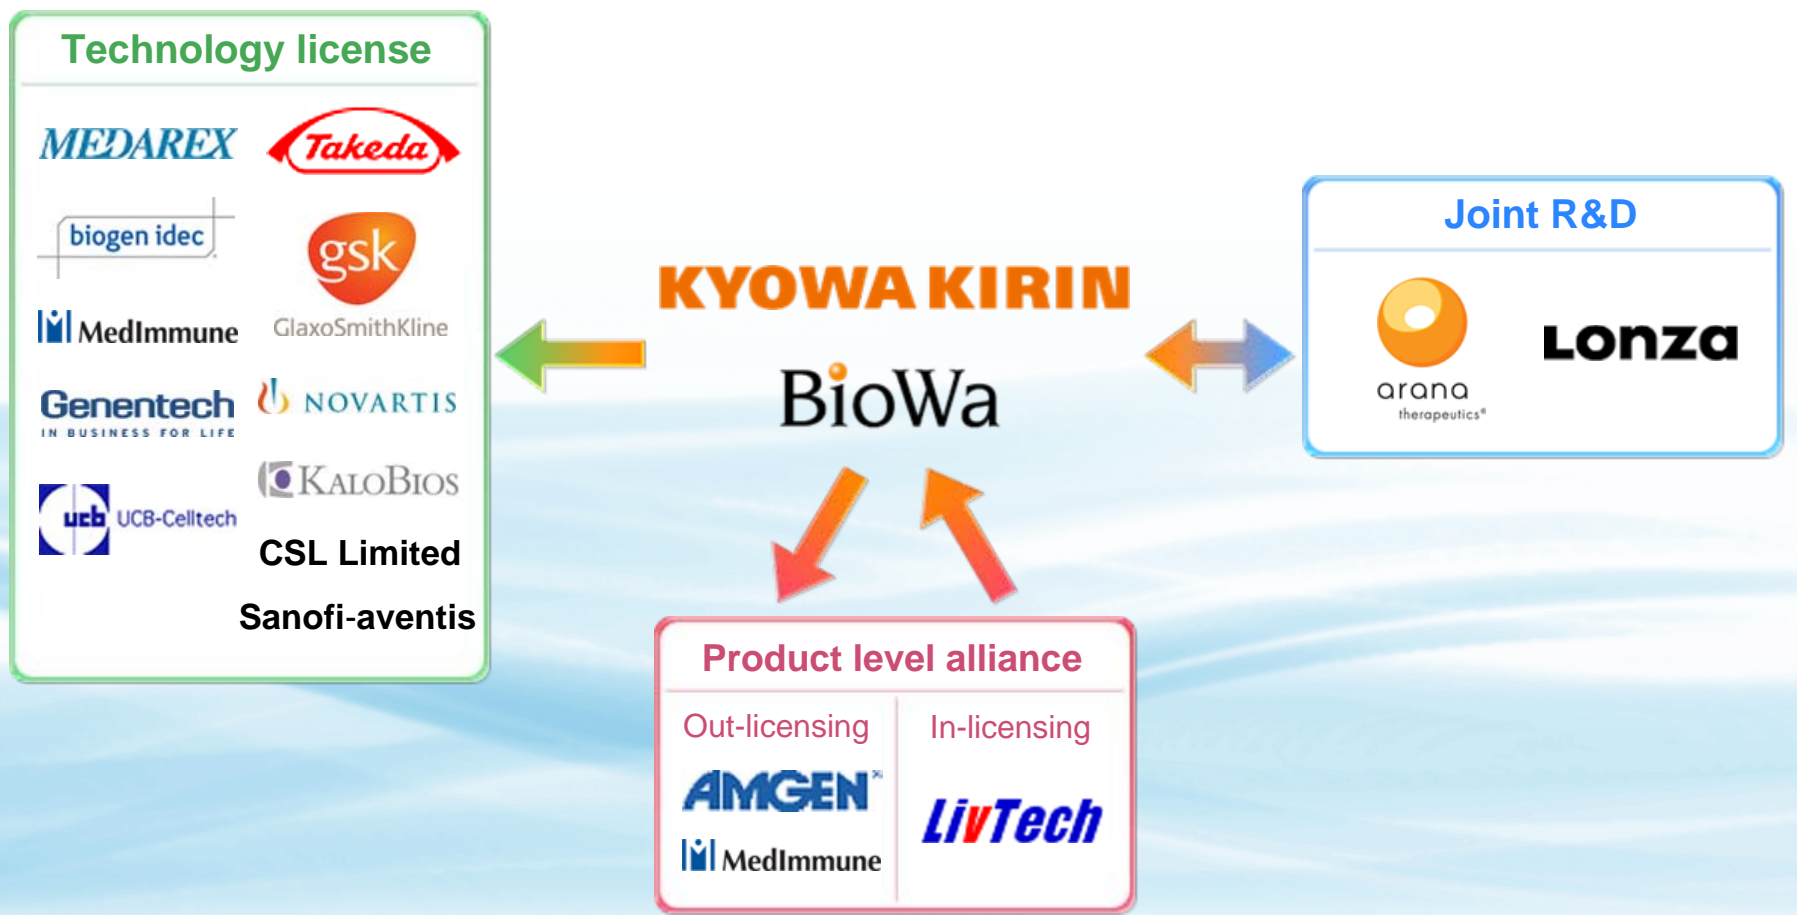 Technology license
MEDAREX
Takeda
biogen idec
gsk
GlaxoSmithKline
MedImmune
Genentech
IN BUSINESS FOR LIFE
NOVARTIS
KALOBIOS
ucb UCB-Celltech
CSL Limited
Sanofi-aventis
KYOWA KIRIN
BioWa
Joint R&D
arana
therapeutics®
Lonza
Product level alliance
Out-licensing
AMGEN
MedImmune
In-licensing
LivTech